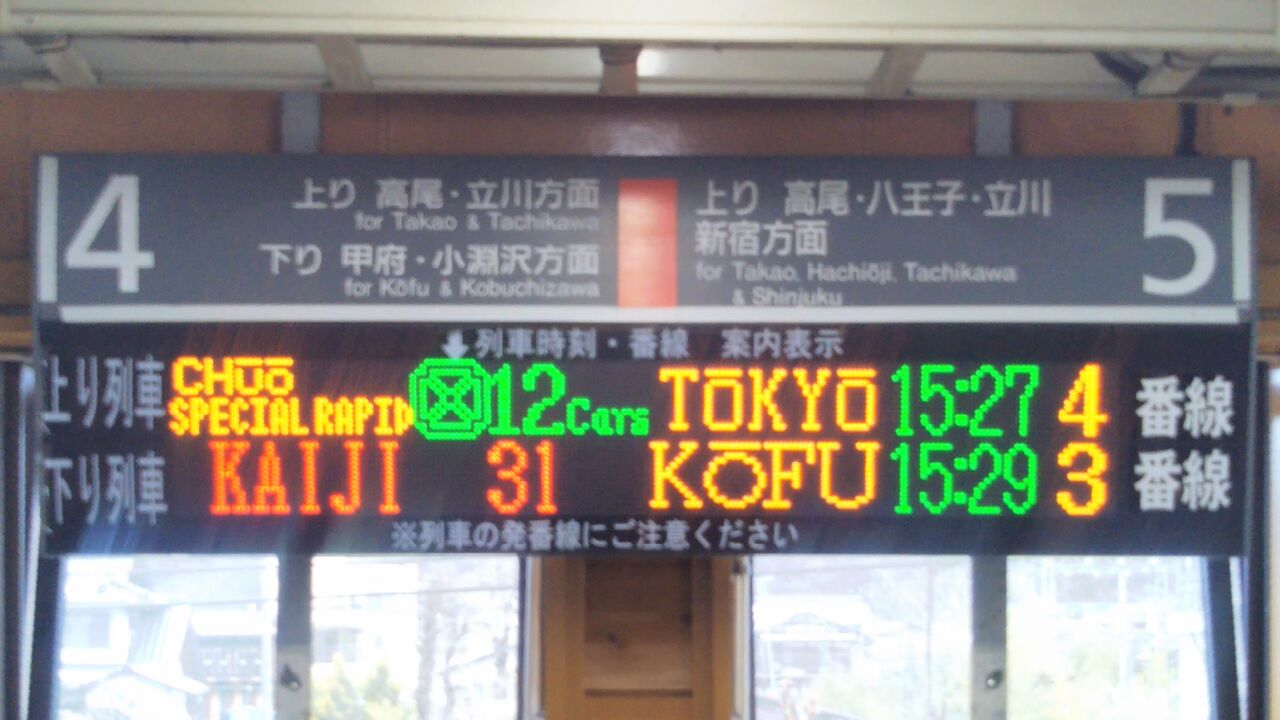 4
上り 高尾・立川方面
for Takao & Tachikawa
下り 甲府・小淵沢方面
for Kōfu & Kobuchizawa
上り 高尾・八王子・立川
新宿方面
for Takao, Hachiōji, Tachikawa
& Shinjuku
5
↓列車時刻・番線 案内表示
上り列車 CHŪŌ SPECIAL RAPID 12Cars TŌKYŌ 15:27 4 番線
下り列車 KAIJI 31 KŌFU 15:29 3 番線
※列車の発番線にご注意ください